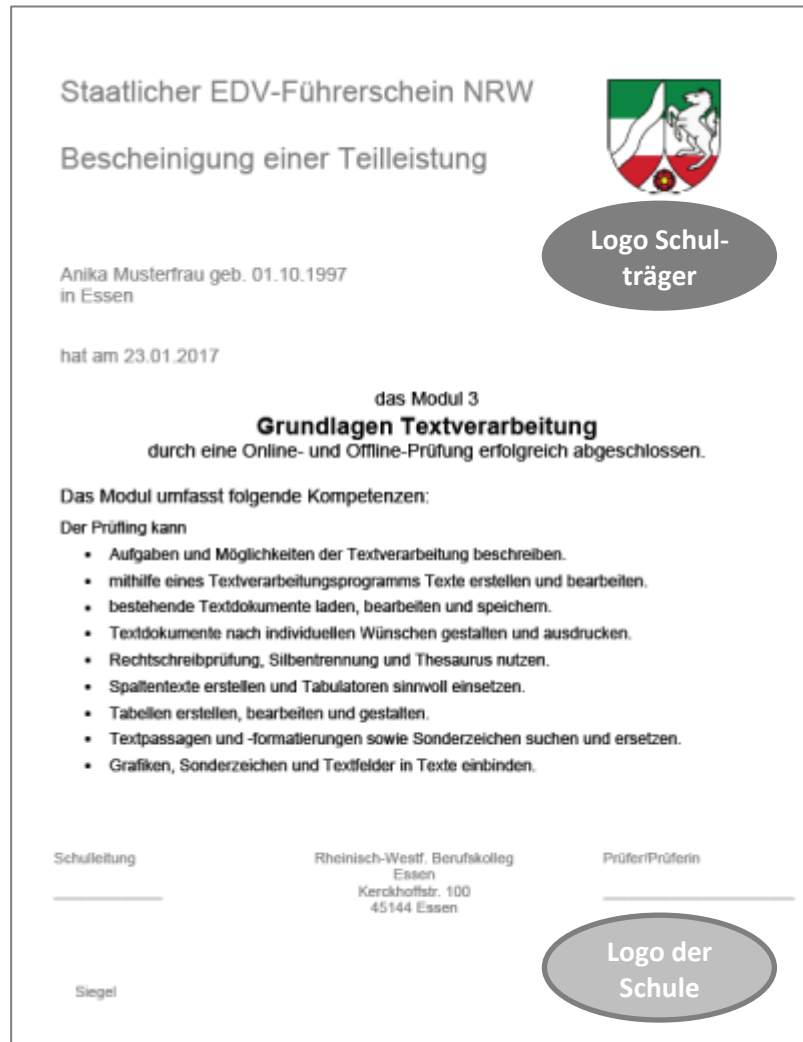 Staatlicher EDV-Führerschein NRW
Bescheinigung einer Teilleistung
Logo Schul-
träger
Anika Musterfrau geb. 01.10.1997
in Essen
hat am 23.01.2017
das Modul 3
Grundlagen Textverarbeitung
durch eine Online- und Offline-Prüfung erfolgreich abgeschlossen.
Das Modul umfasst folgende Kompetenzen:
Der Prüfling kann
• Aufgaben und Möglichkeiten der Textverarbeitung beschreiben.
• mithilfe eines Textverarbeitungsprogramms Texte erstellen und bearbeiten.
• bestehende Textdokumente laden, bearbeiten und speichern.
• Textdokumente nach individuellen Wünschen gestalten und ausdrucken.
• Rechtschreibprüfung, Silbentrennung und Thesaurus nutzen.
• Spaltentexte erstellen und Tabulatoren sinnvoll einsetzen.
• Tabellen erstellen, bearbeiten und gestalten.
• Textpassagen und -formatierungen sowie Sonderzeichen suchen und ersetzen.
• Grafiken, Sonderzeichen und Textfelder in Texte einbinden.
Schulleitung
Rheinisch-Westf. Berufskolleg
Essen
Kerckhoffstr. 100
45144 Essen
Prüfer/Prüferin
Logo der
Schule
Siegel